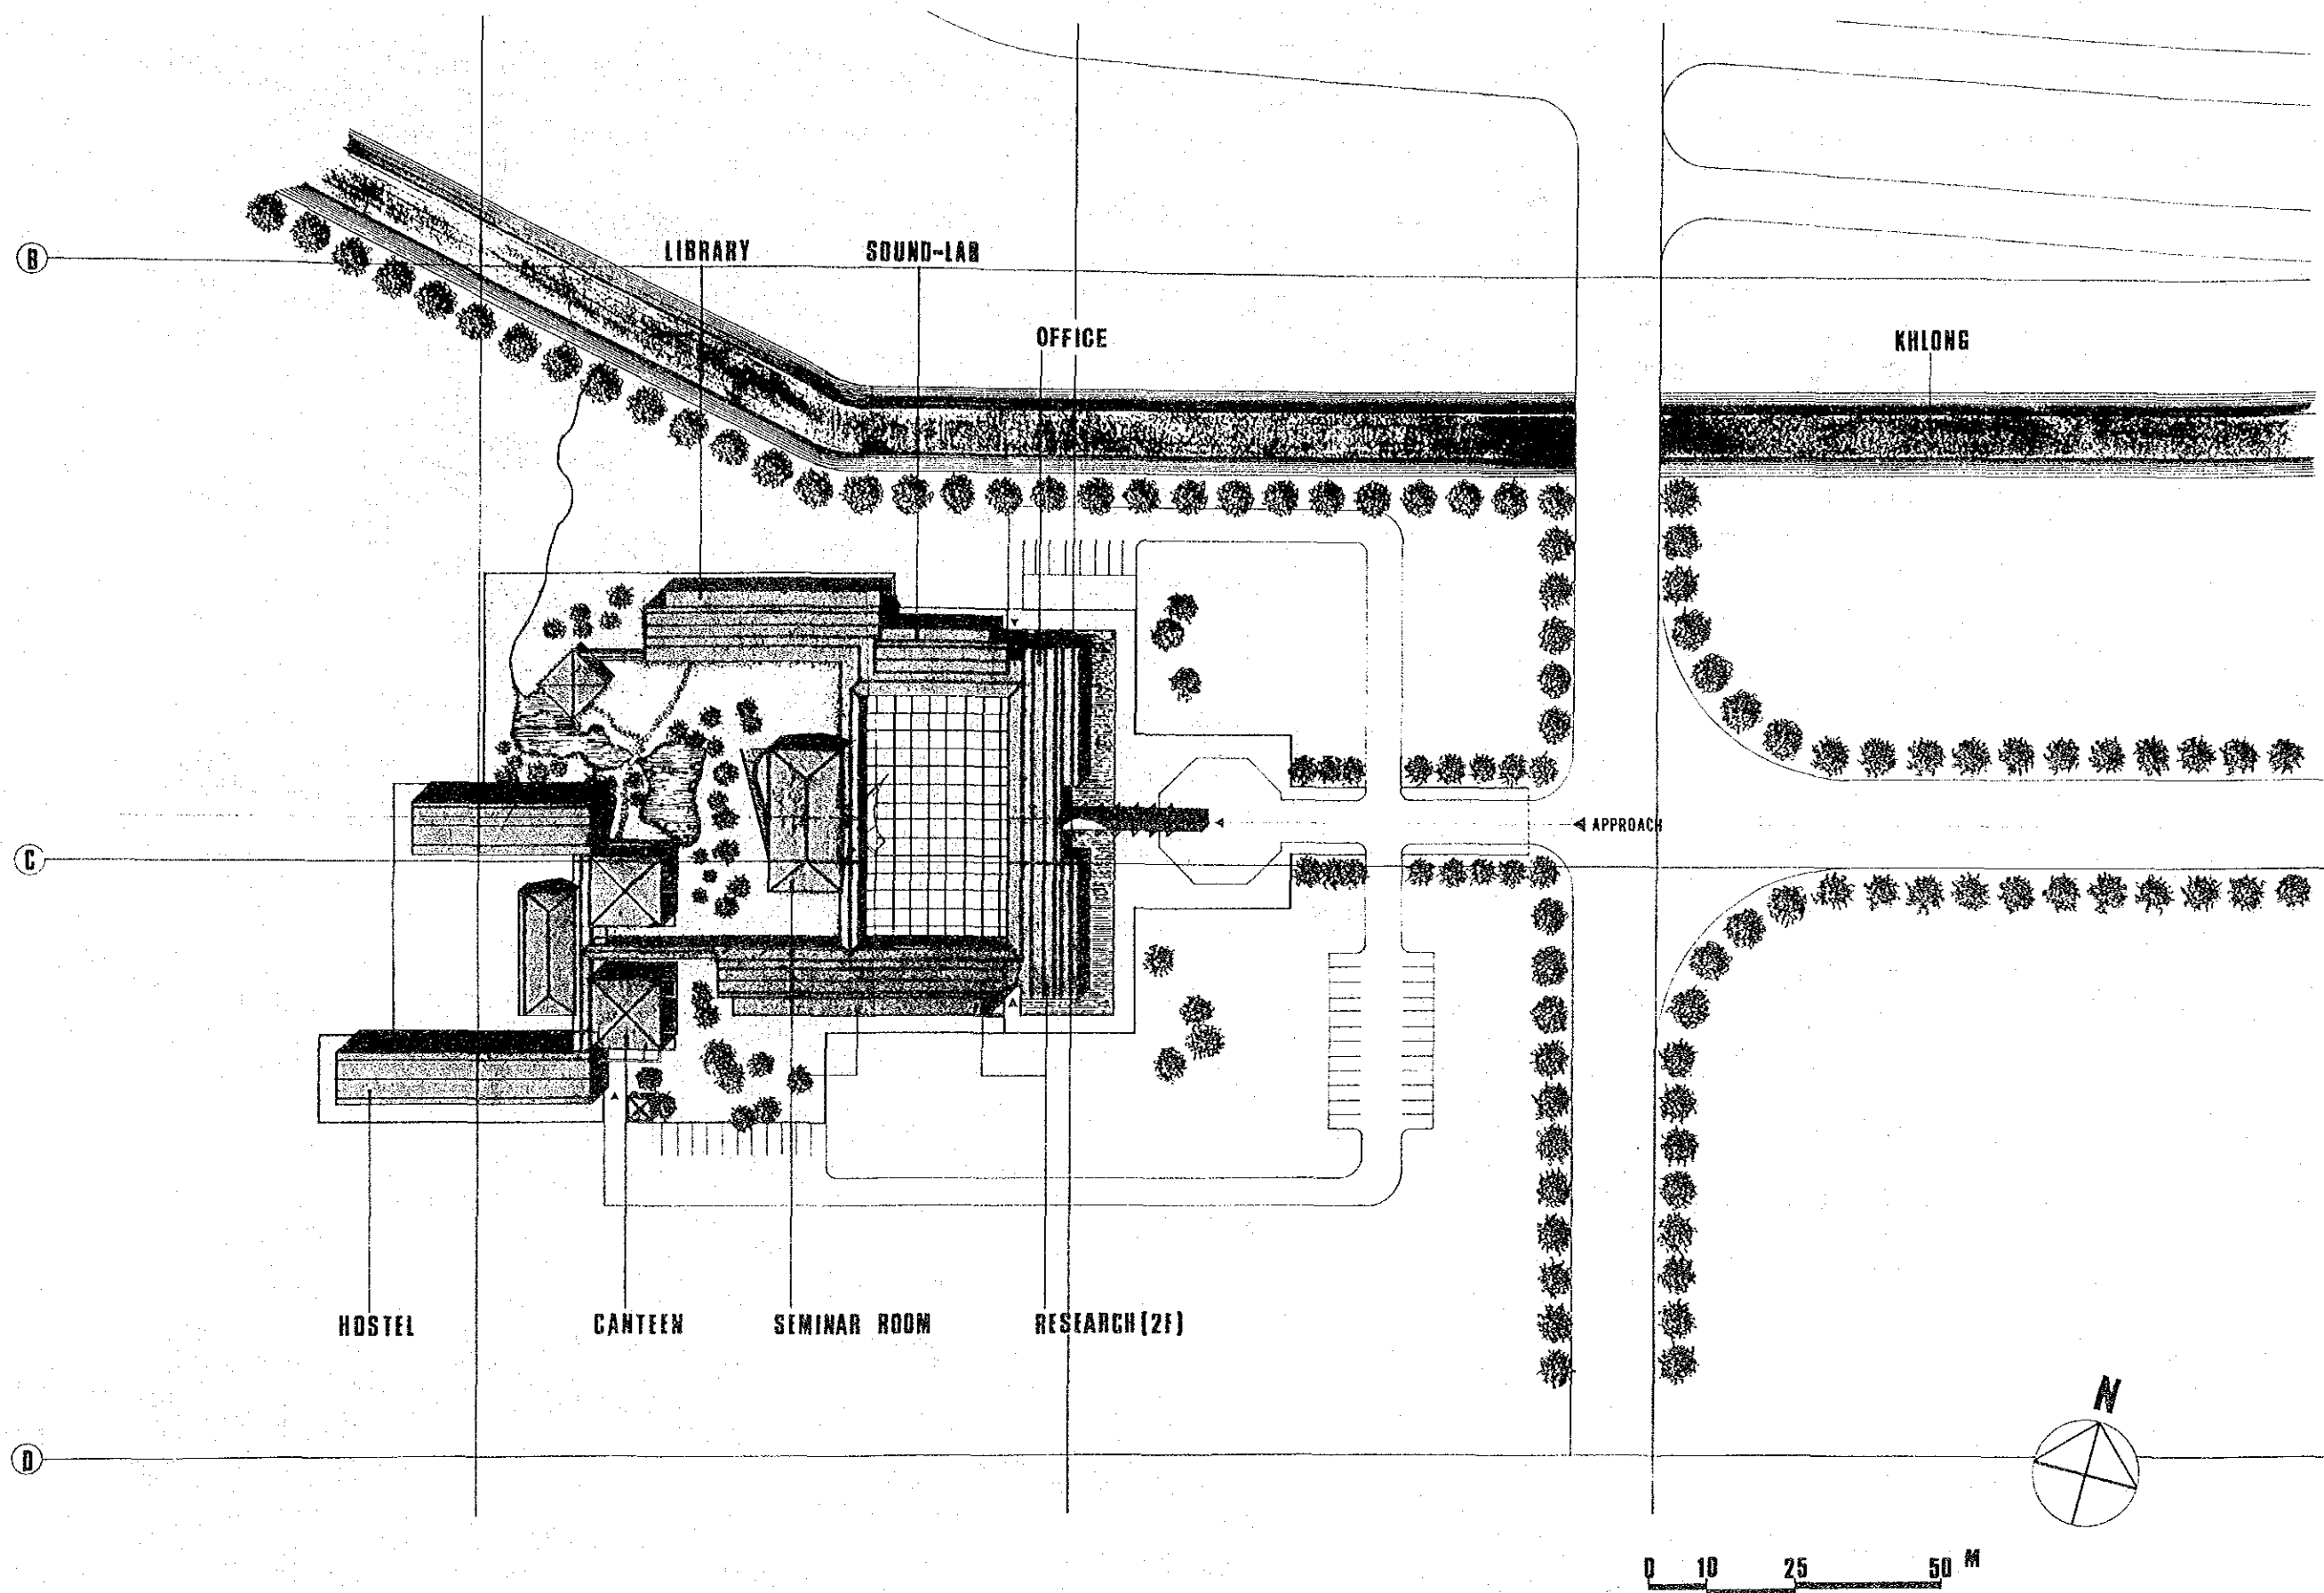 B
LIBRARY
SOUND-LAB
OFFICE
KHLONG
APPROACH
C
HOSTEL
CANTEEN
SEMINAR ROOM
RESEARCH(2F)
D
N
0 10 25 50 M